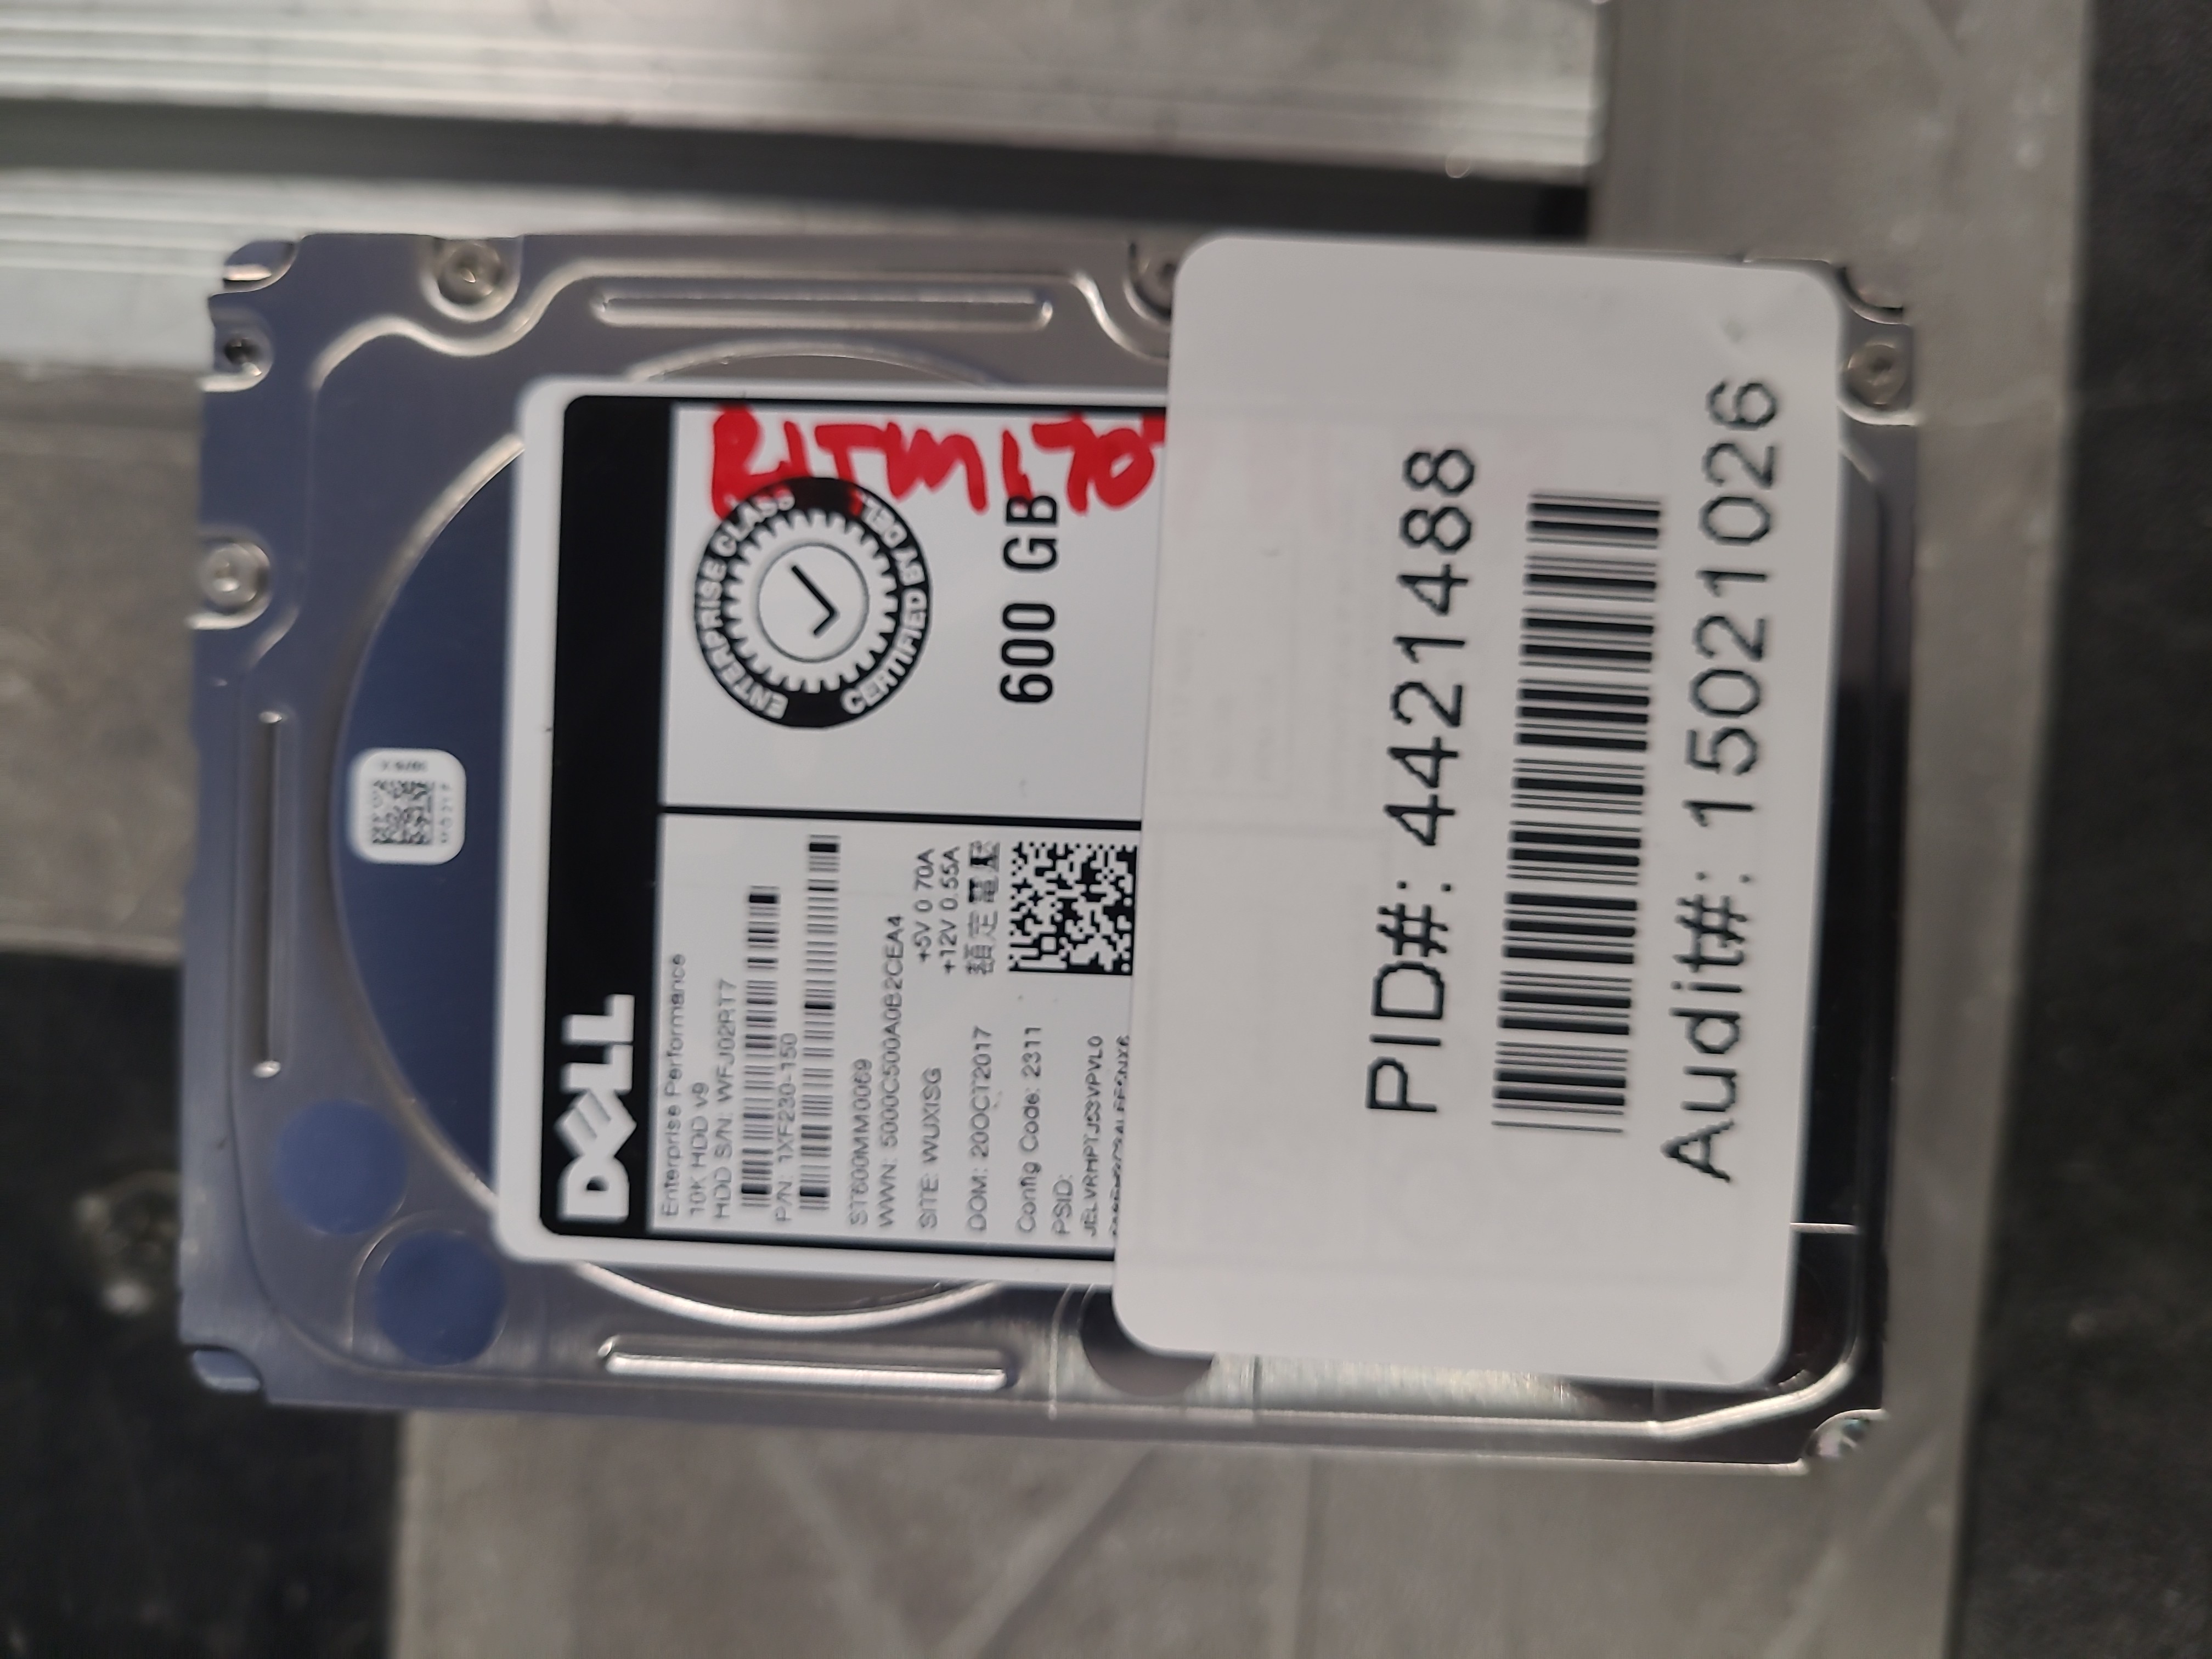 DELL
Enterprise Performance
10K HDD v9
HDD S/N: WFJ02RT7
P/N: 1XF230-150
ST600MM0069
WWN: 5000C500A0B2CEA4
SITE: WUXISG
+5V 0.70A
+12V 0.55A
DOM: 20OCT2017
額定電壓
Config Code: 2311
PSID:
ENTERPRISE CLASS
CERTIFIED BY DELL
600 GB
PID#: 4421488
Audit#: 15021026